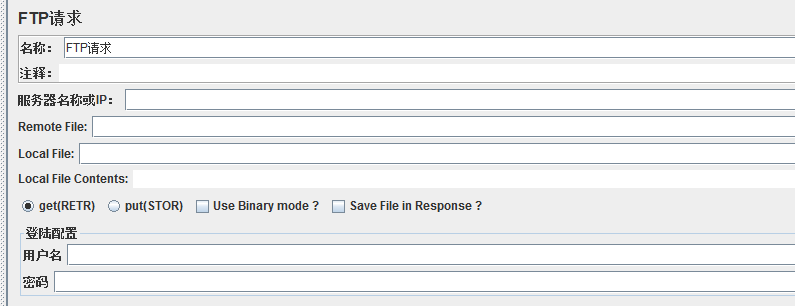 FTP请求
名称： FTP请求
注释：
服务器名称或IP：
Remote File:
Local File:
Local File Contents:
get(RETR) put(STOR) Use Binary mode ? Save File in Response ?
登陆配置
用户名
密码